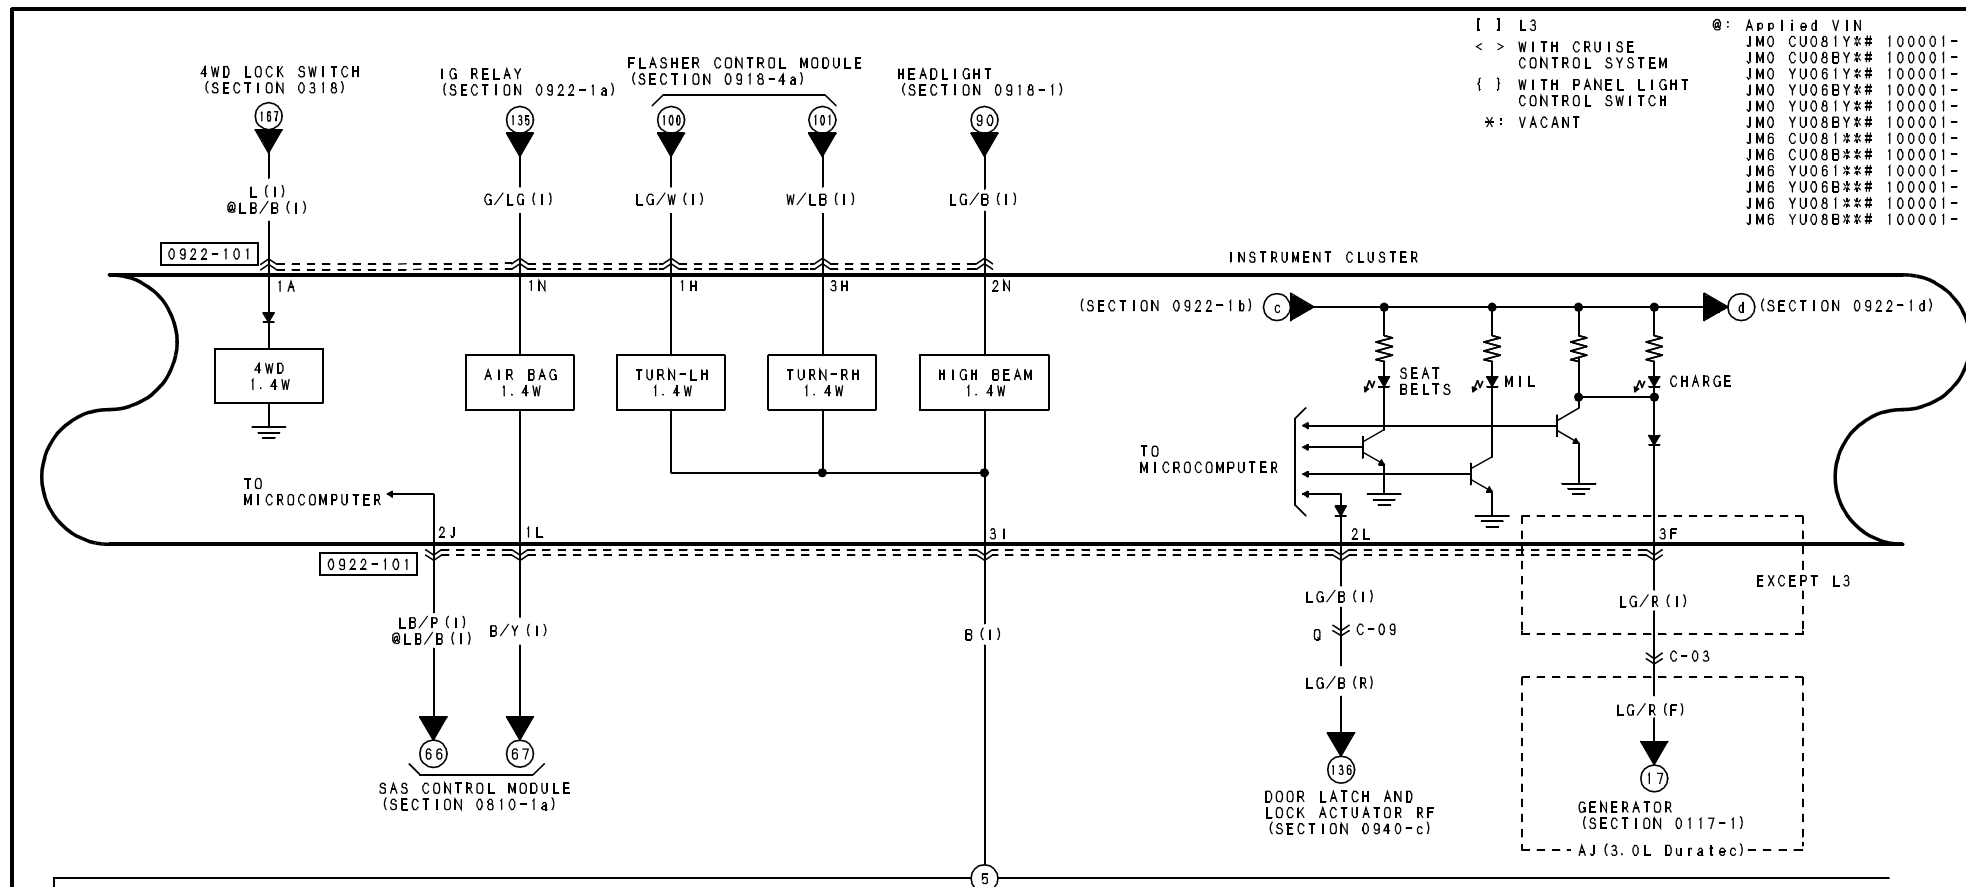 [ ] L3
< > WITH CRUISE
CONTROL SYSTEM
{ } WITH PANEL LIGHT
CONTROL SWITCH
*: VACANT
@: Applied VIN
JM0 CU081Y*# 100001-
JM0 CU08BY*# 100001-
JM0 YU061Y*# 100001-
JM0 YU06BY*# 100001-
JM0 YU081Y*# 100001-
JM0 YU08BY*# 100001-
JM6 CU081**# 100001-
JM6 CU08B**# 100001-
JM6 YU061**# 100001-
JM6 YU06B**# 100001-
JM6 YU081**# 100001-
JM6 YU08B**# 100001-
4WD LOCK SWITCH
(SECTION 0318)
IG RELAY
(SECTION 0922-1a)
FLASHER CONTROL MODULE
(SECTION 0918-4a)
HEADLIGHT
(SECTION 0918-1)
167
135
100
101
90
L(I)
@LB/B(I)
G/LG(I)
LG/W(I)
W/LB(I)
LG/B(I)
0922-101
INSTRUMENT CLUSTER
1A
1N
1H
3H
2N
(SECTION 0922-1b)
c
d
(SECTION 0922-1d)
4WD
1.4W
AIR BAG
1.4W
TURN-LH
1.4W
TURN-RH
1.4W
HIGH BEAM
1.4W
SEAT
BELTS
MIL
CHARGE
TO
MICROCOMPUTER
TO
MICROCOMPUTER
2J
1L
3I
2L
3F
0922-101
EXCEPT L3
LB/P(I)
@LB/B(I)
B/Y(I)
B(I)
LG/B(I)
LG/R(I)
Q
C-09
C-03
LG/B(R)
LG/R(F)
66
67
136
17
SAS CONTROL MODULE
(SECTION 0810-1a)
DOOR LATCH AND
LOCK ACTUATOR RF
(SECTION 0940-c)
GENERATOR
(SECTION 0117-1)
AJ(3.0L Duratec)
5